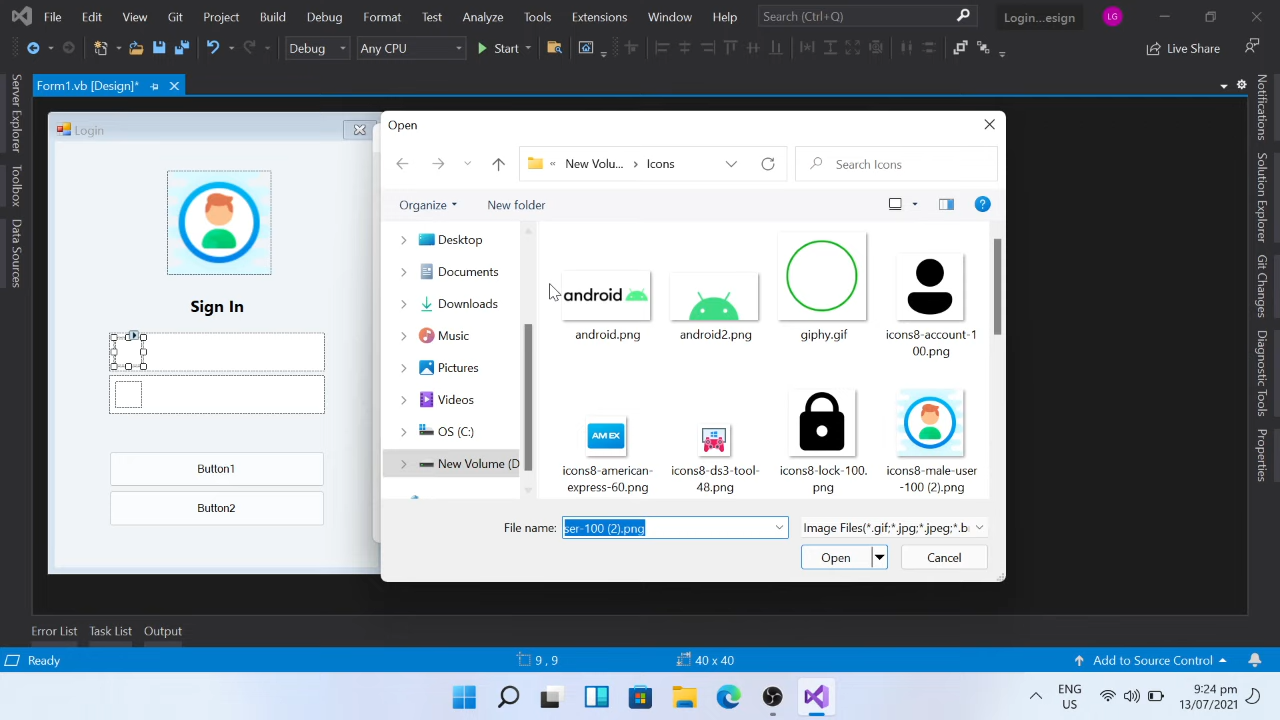 File Edit View Git Project Build Debug Format Test Analyze Tools Extensions Window Help Search (Ctrl+Q) Login...esign LG
Debug Any CPU Start Live Share
Form1.vb [Design]*
Server Explorer
Toolbox
Data Sources
Login
Sign In
Button1
Button2
Open
« New Volu... › Icons
Search Icons
Organize New folder
Desktop
Documents
Downloads
Music
Pictures
Videos
OS (C:)
New Volume (D
android
android.png
android2.png
giphy.gif
icons8-account-1
00.png
AM EX
icons8-american-
express-60.png
icons8-ds3-tool-
48.png
icons8-lock-100.
png
icons8-male-user
-100 (2).png
File name: ser-100 (2).png Image Files(*.gif;*.jpg;*.jpeg;*.b
Open Cancel
Notifications
Solution Explorer
Git Changes
Diagnostic Tools
Properties
Error List Task List Output
Ready 9 , 9 40 x 40 Add to Source Control
ENG
US
9:24 pm
13/07/2021